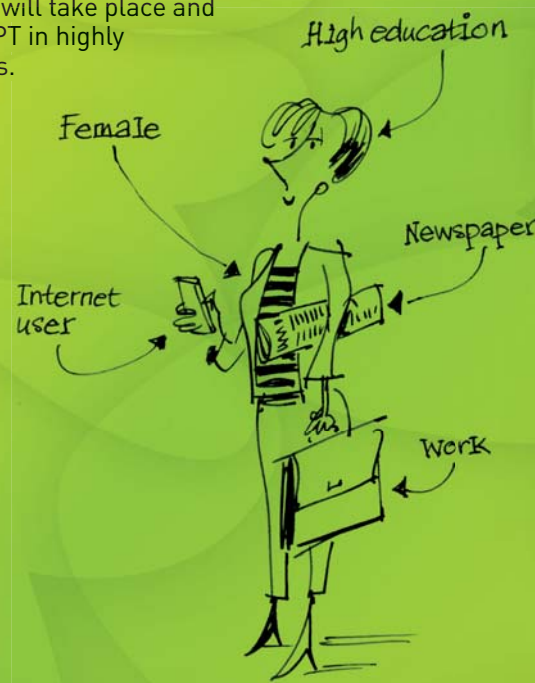 will take place and
PT in highly
s.
High education
Female
Newspaper
Internet
user
Work